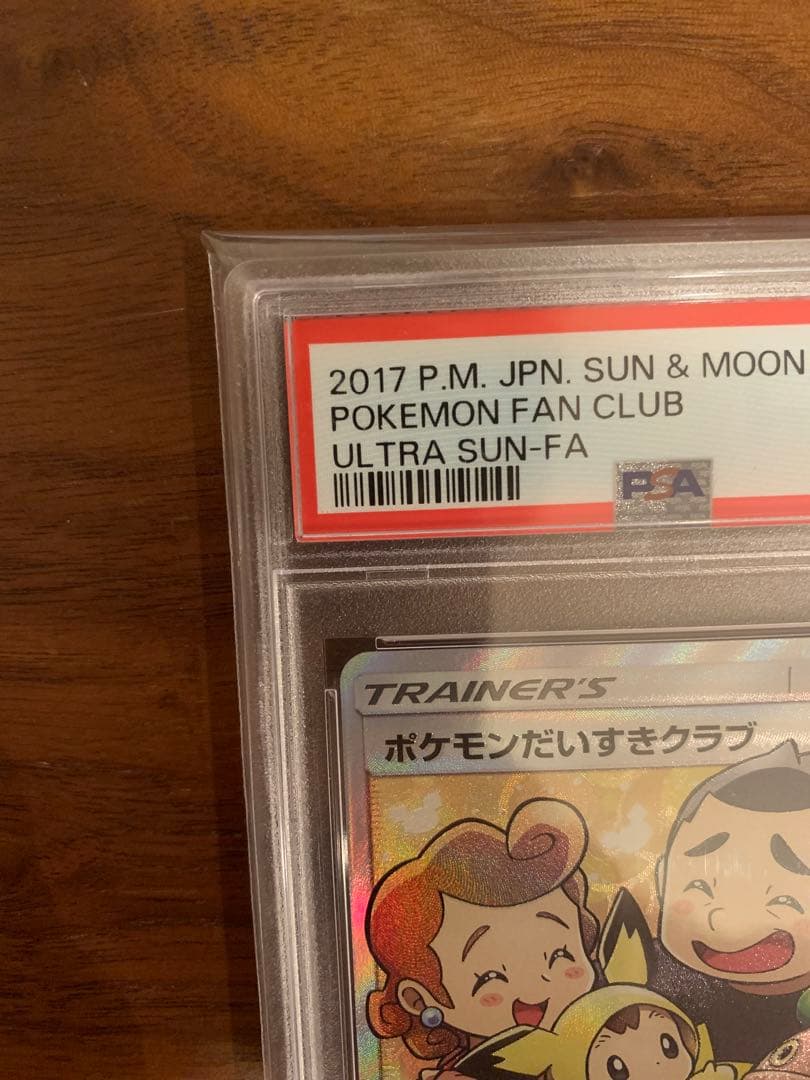 2017 P.M. JPN. SUN & MOON
POKEMON FAN CLUB
ULTRA SUN-FA
PSA
TRAINER'S
ポケモンだいすきクラブ